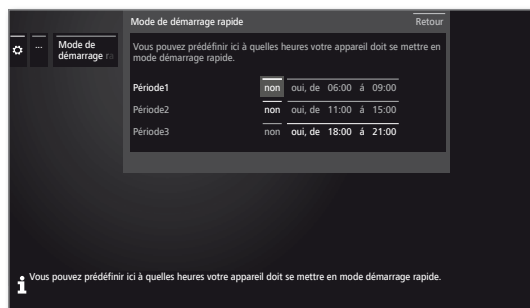 Mode de démarrage rapide Retour
... Mode de
démarrage ra
Vous pouvez prédéfinir ici à quelles heures votre appareil doit se mettre en
mode démarrage rapide.
Période1 non oui, de 06:00 á 09:00
Période2 non oui, de 11:00 á 15:00
Période3 non oui, de 18:00 á 21:00
i Vous pouvez prédéfinir ici à quelles heures votre appareil doit se mettre en mode démarrage rapide.